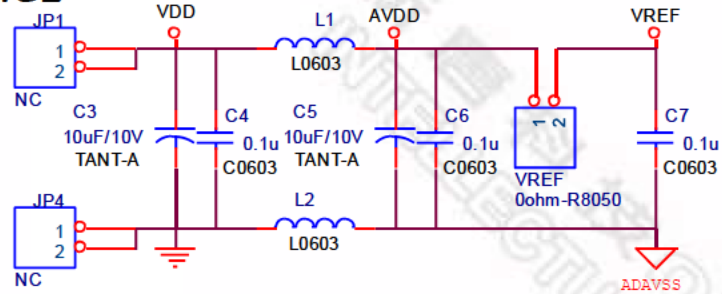 JP1
VDD
L1
AVDD
VREF
1
2
L0603
NC
C3
C4
C5
C6
C7
10uF/10V
0.1u
10uF/10V
0.1u
1
2
0.1u
TANT-A
C0603
TANT-A
C0603
C0603
VREF
0ohm-R8050
JP4
L2
1
2
L0603
NC
ADAVSS